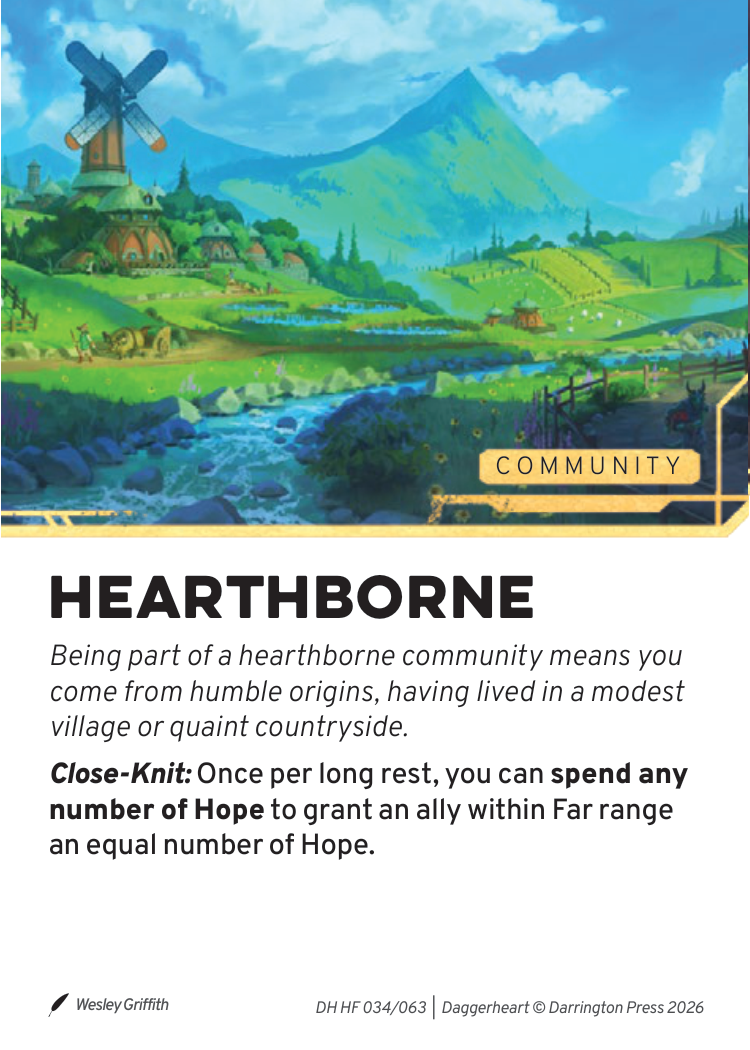 COMMUNITY
HEARTHBORNE
Being part of a hearthborne community means you
come from humble origins, having lived in a modest
village or quaint countryside.
Close-Knit: Once per long rest, you can spend any
number of Hope to grant an ally within Far range
an equal number of Hope.
Wesley Griffith
DH HF 034/063 | Daggerheart © Darrington Press 2026